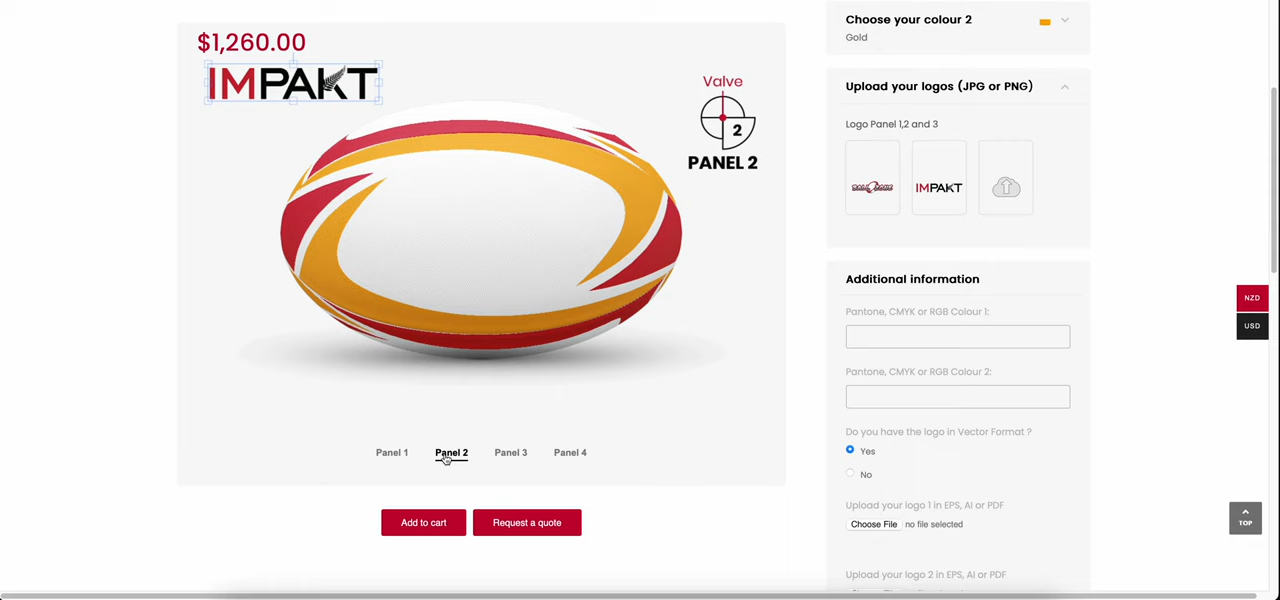 $1,260.00
IMPAKT
Valve
2
PANEL 2
Panel 1
Panel 2
Panel 3
Panel 4
Add to cart
Request a quote
Choose your colour 2
Gold
Upload your logos (JPG or PNG)
Logo Panel 1,2 and 3
IMPAKT
Additional information
Pantone, CMYK or RGB Colour 1:
Pantone, CMYK or RGB Colour 2:
Do you have the logo in Vector Format ?
Yes
No
Upload your logo 1 in EPS, AI or PDF
Choose File no file selected
Upload your logo 2 in EPS, AI or PDF
NZD
USD
TOP